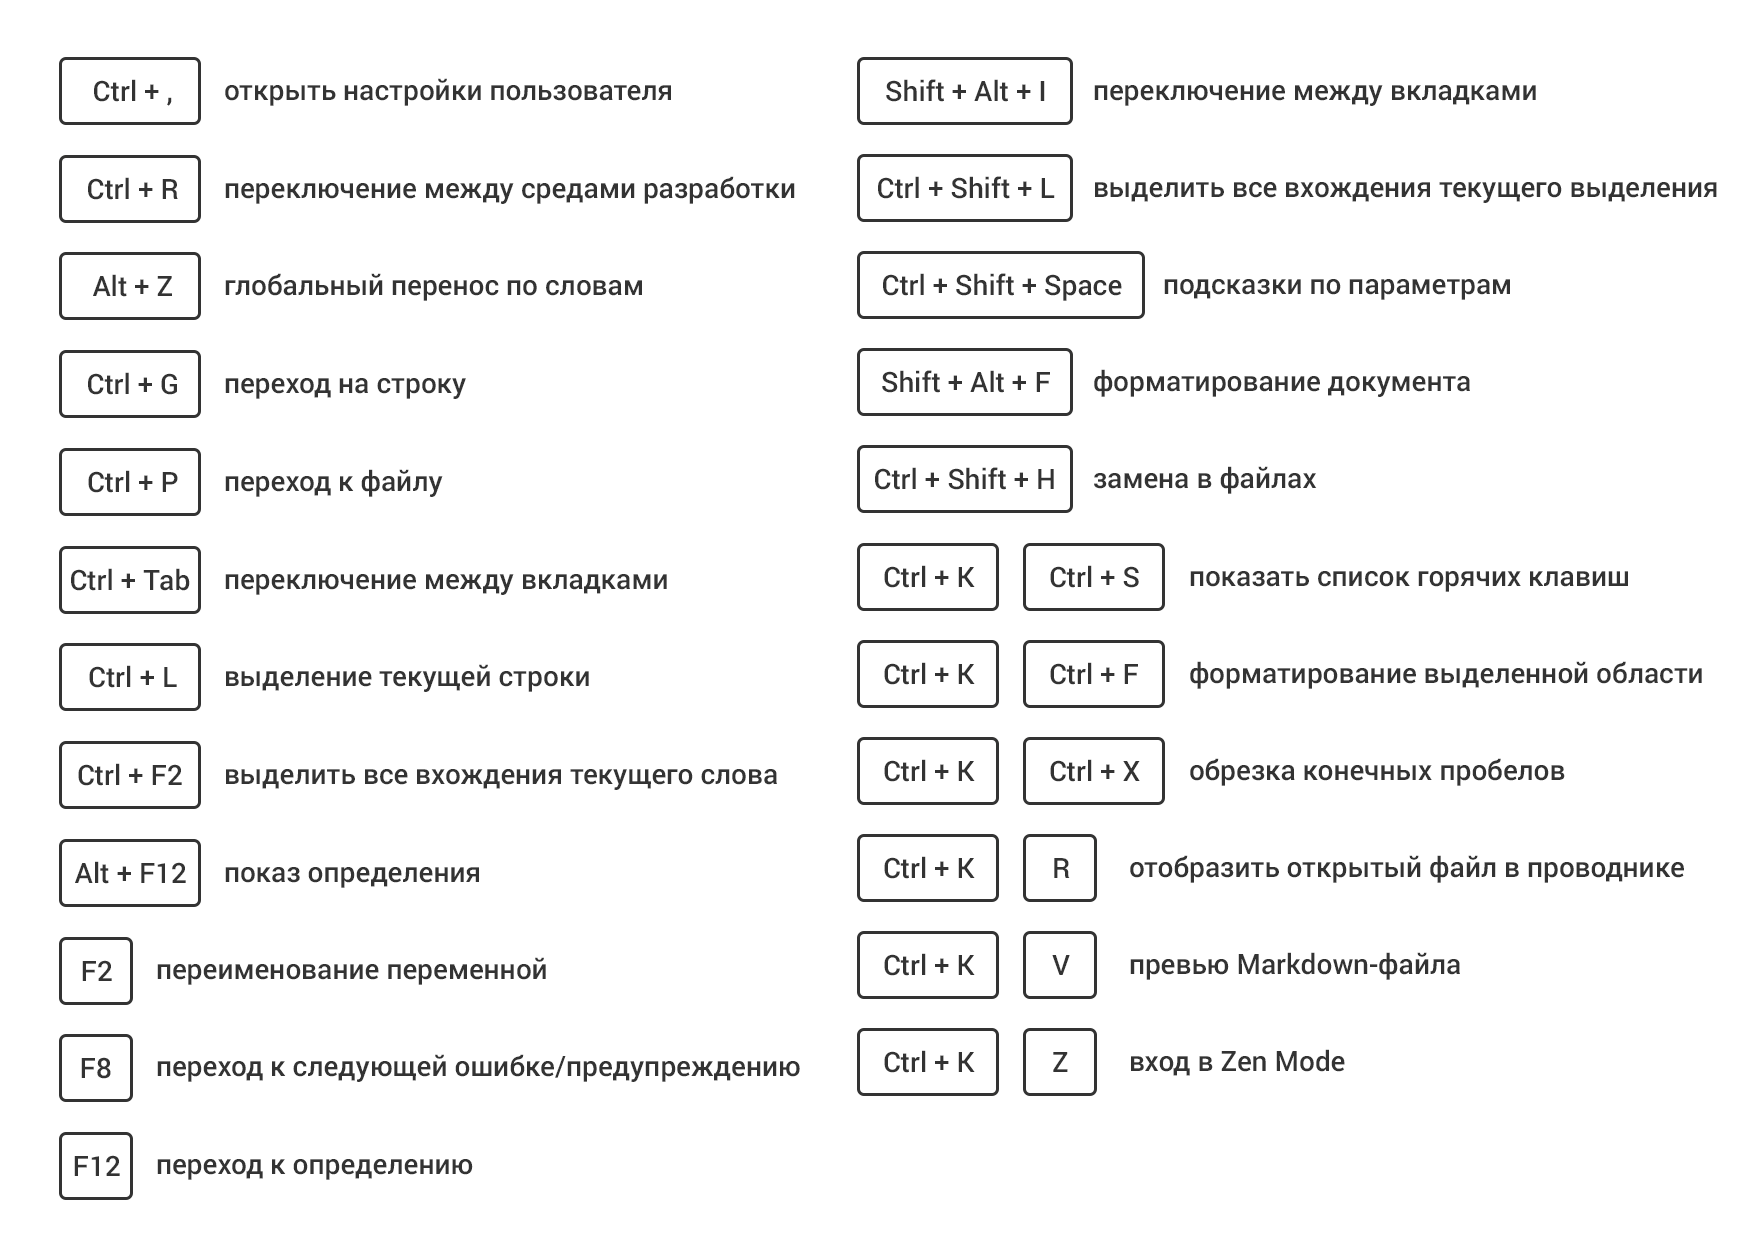 Ctrl + , открыть настройки пользователя
Ctrl + R переключение между средами разработки
Alt + Z глобальный перенос по словам
Ctrl + G переход на строку
Ctrl + P переход к файлу
Ctrl + Tab переключение между вкладками
Ctrl + L выделение текущей строки
Ctrl + F2 выделить все вхождения текущего слова
Alt + F12 показ определения
F2 переименование переменной
F8 переход к следующей ошибке/предупреждению
F12 переход к определению
Shift + Alt + I переключение между вкладками
Ctrl + Shift + L выделить все вхождения текущего выделения
Ctrl + Shift + Space подсказки по параметрам
Shift + Alt + F форматирование документа
Ctrl + Shift + H замена в файлах
Ctrl + K Ctrl + S показать список горячих клавиш
Ctrl + K Ctrl + F форматирование выделенной области
Ctrl + K Ctrl + X обрезка конечных пробелов
Ctrl + K R отобразить открытый файл в проводнике
Ctrl + K V превью Markdown-файла
Ctrl + K Z вход в Zen Mode